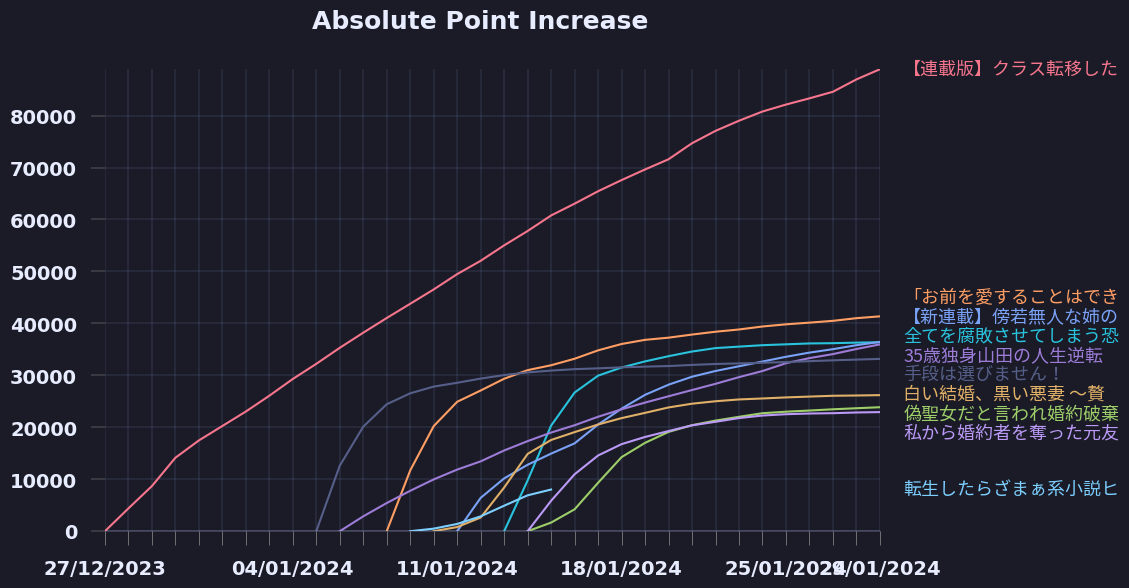 Absolute Point Increase
【連載版】クラス転移した
80000
70000
60000
50000
40000
30000
20000
10000
0
「お前を愛することはでき
【新連載】傍若無人な姉の
全てを腐敗させてしまう恐
35歳独身山田の人生逆転
手段は選びません！
白い結婚、黒い悪妻 ～贅
偽聖女だと言われ婚約破棄
私から婚約者を奪った元友
転生したらざまぁ系小説ヒ
27/12/2023
04/01/2024
11/01/2024
18/01/2024
25/01/2024
29/01/2024